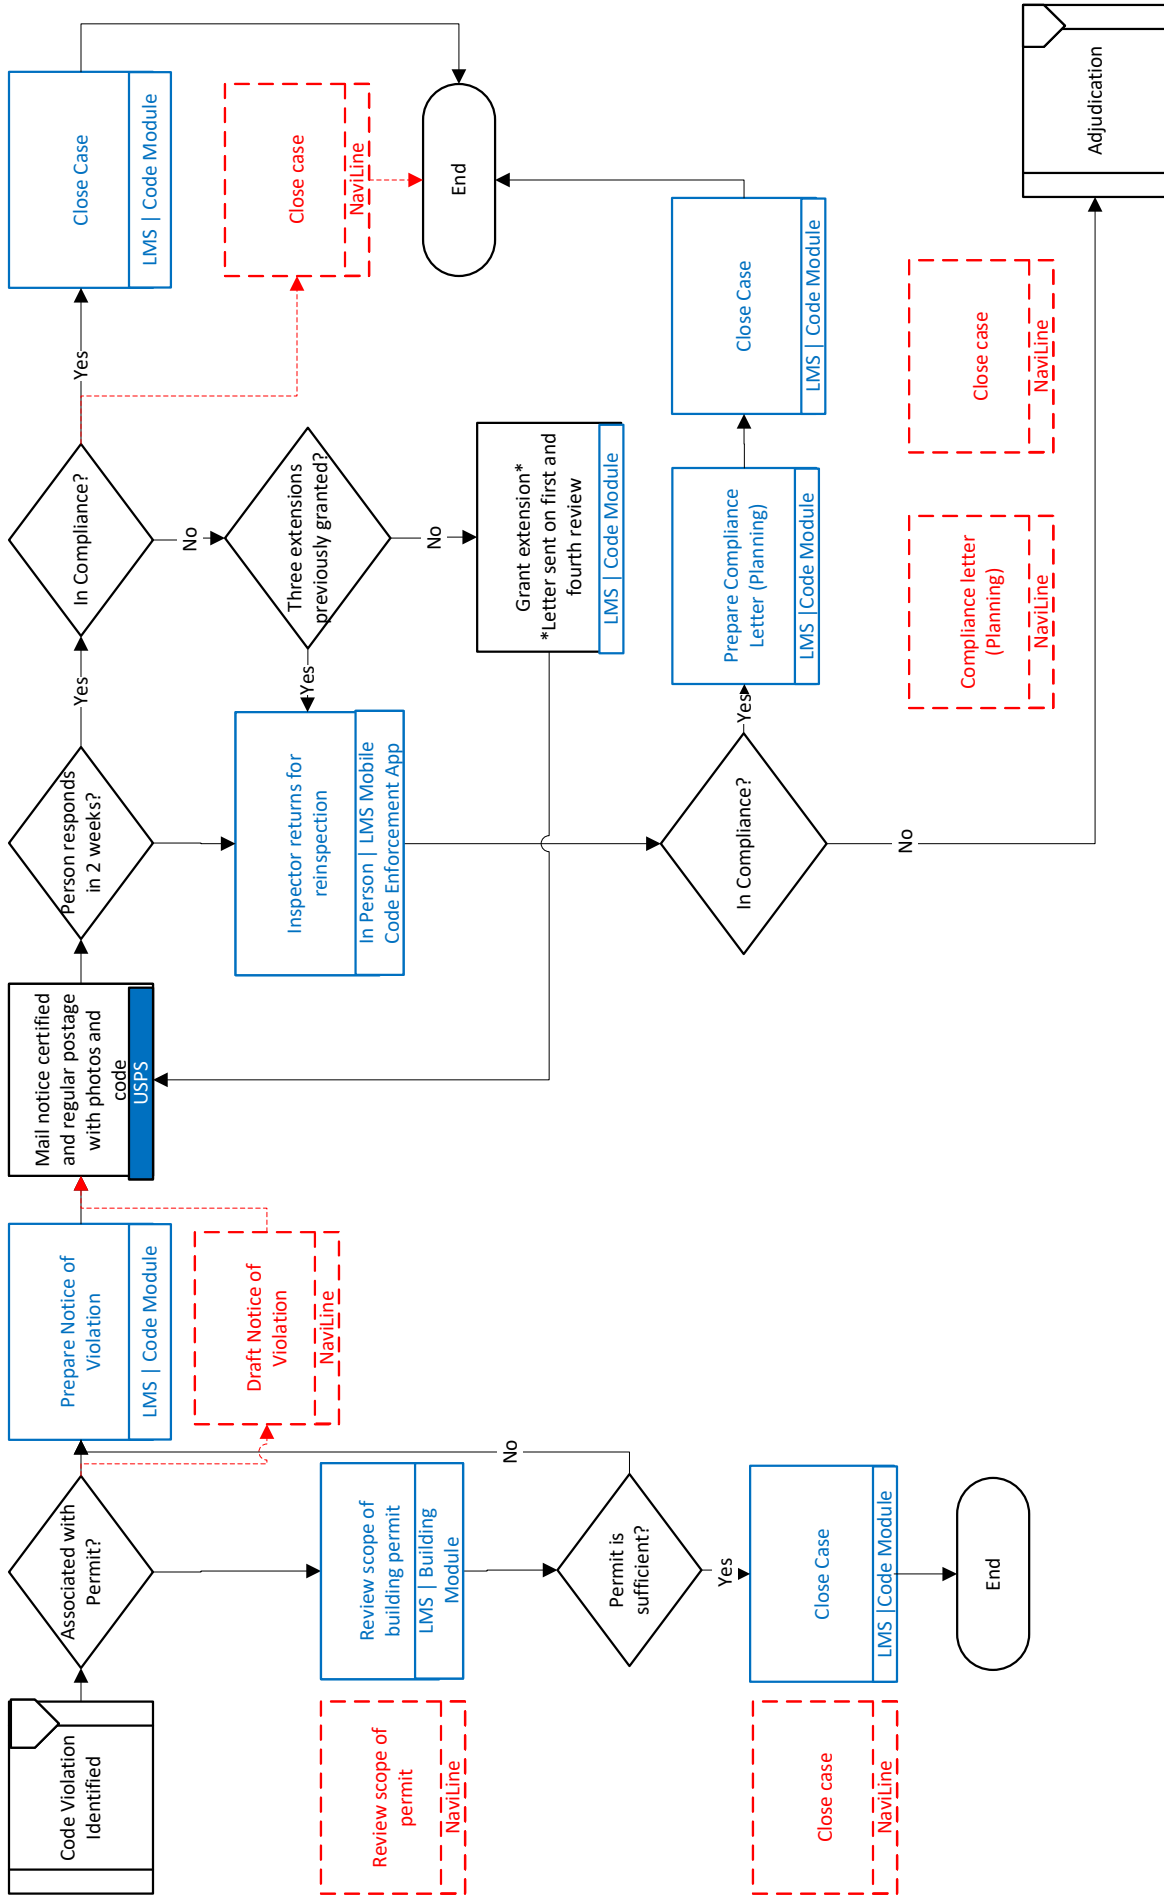 Code Violation
Identified
Associated with
Permit?
Prepare Notice of
Violation
LMS | Code Module
Draft Notice of
Violation
NaviLine
Mail notice certified
and regular postage
with photos and
code
USPS
Person responds
in 2 weeks?
Yes
In Compliance?
Yes
Close Case
LMS | Code Module
Close case
NaviLine
End
No
Three extensions
previously granted?
Yes
No
Grant extension*
*Letter sent on first and
fourth review
LMS | Code Module
Inspector returns for
reinspection
In Person | LMS Mobile
Code Enforcement App
Review scope of
permit
NaviLine
Review scope of
building permit
LMS | Building
Module
No
Permit is
sufficient?
Yes
Close case
NaviLine
Close Case
LMS |Code Module
End
In Compliance?
Yes
Prepare Compliance
Letter (Planning)
LMS |Code Module
Close Case
LMS | Code Module
No
Compliance letter
(Planning)
NaviLine
Close case
NaviLine
Adjudication